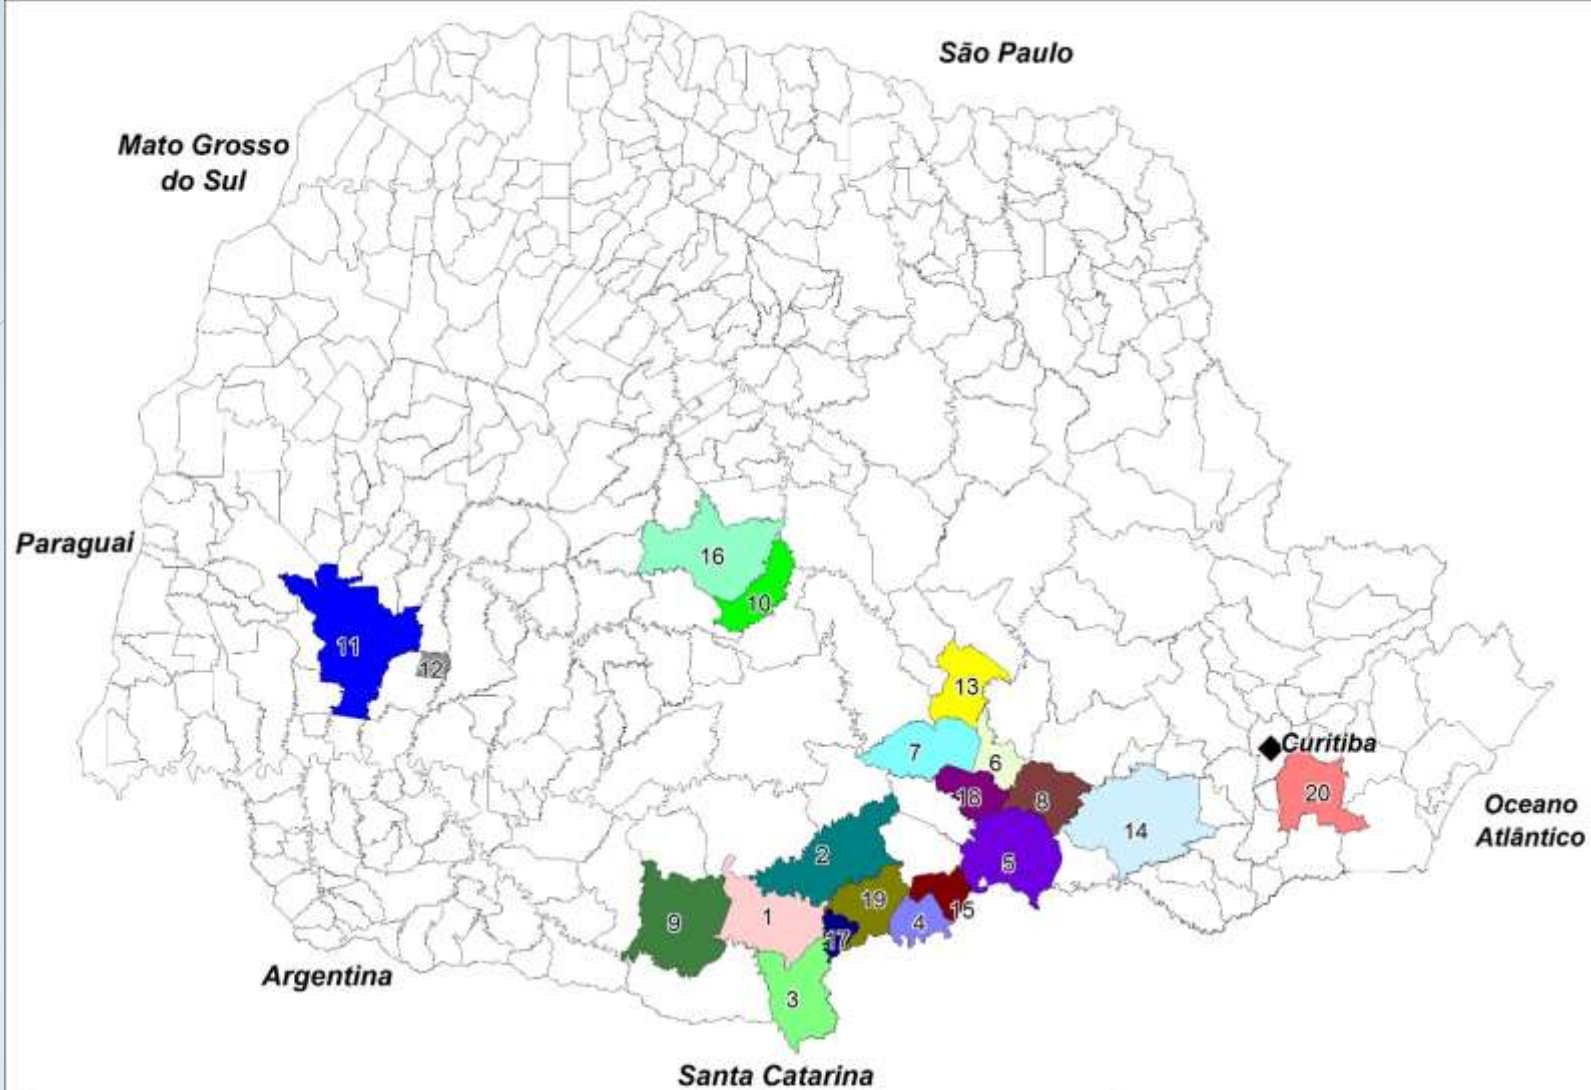 São Paulo
Mato Grosso
do Sul
Paraguai
16
10
11
12
13
7
6
Curitiba
18
8
20
14
Oceano
Atlântico
2
5
19
15
9
1
4
17
Argentina
3
Santa Catarina